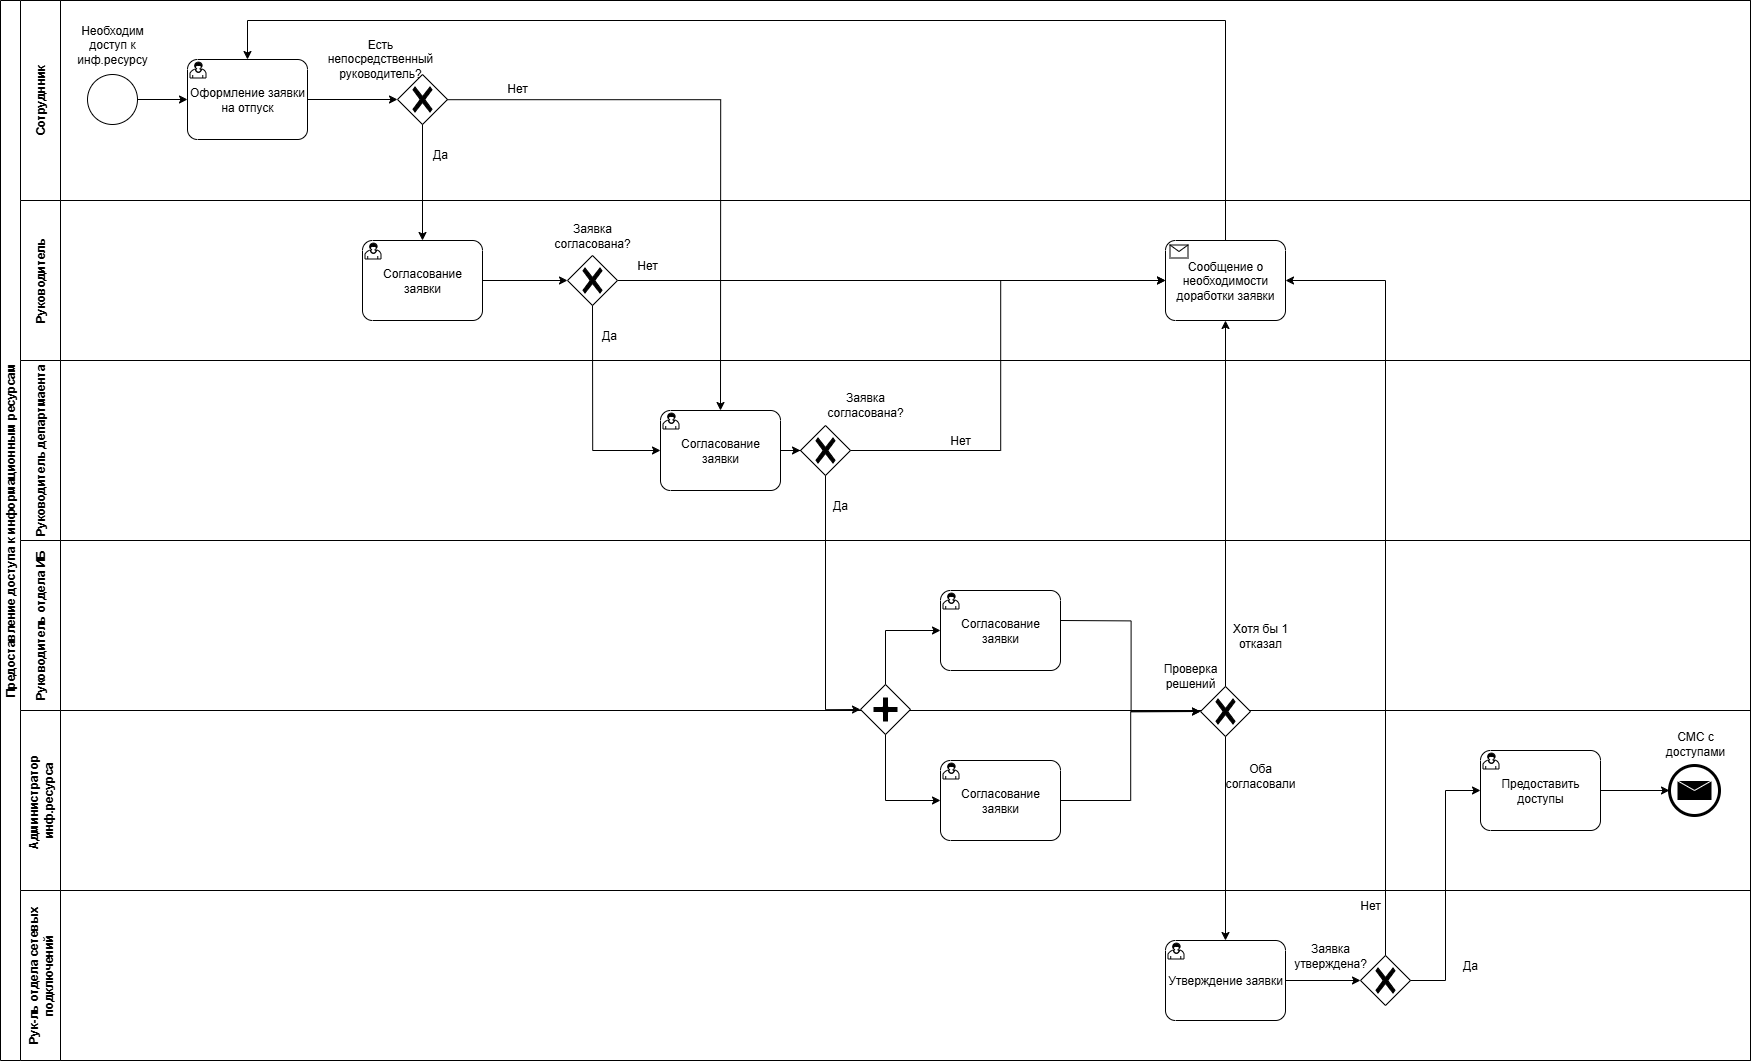 Предоставление доступа к информационным ресурсам
Сотрудник
Необходим
доступ к
инф.ресурсу
Оформление заявки
на отпуск
Есть
непосредственный
руководитель?
Нет
Да
Руководитель
Согласование
заявки
Заявка
согласована?
Нет
Да
Сообщение о
необходимости
доработки заявки
Руководитель департмаента
Согласование
заявки
Заявка
согласована?
Нет
Да
Руководитель отдела ИБ
Согласование
заявки
Хотя бы 1
отказал
Проверка
решений
Администратор
инф.ресурса
Согласование
заявки
Оба
согласовали
Предоставить
доступы
СМС с
доступами
Рук-ль отдела сетевых
подключений
Утверждение заявки
Заявка
утверждена?
Нет
Да